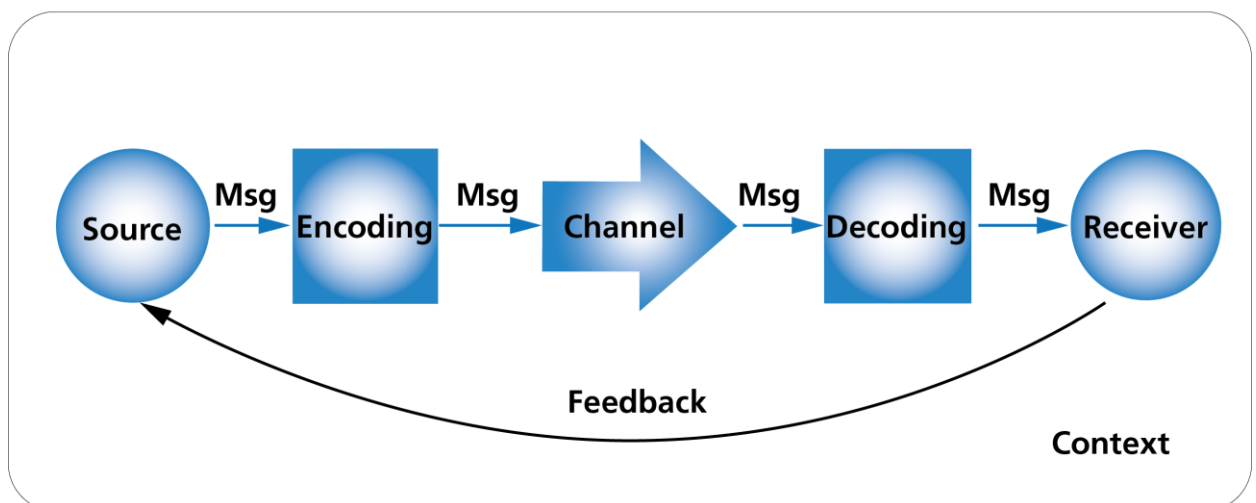 Msg
Msg
Msg
Msg
Source
Encoding
Channel
Decoding
Receiver
Feedback
Context